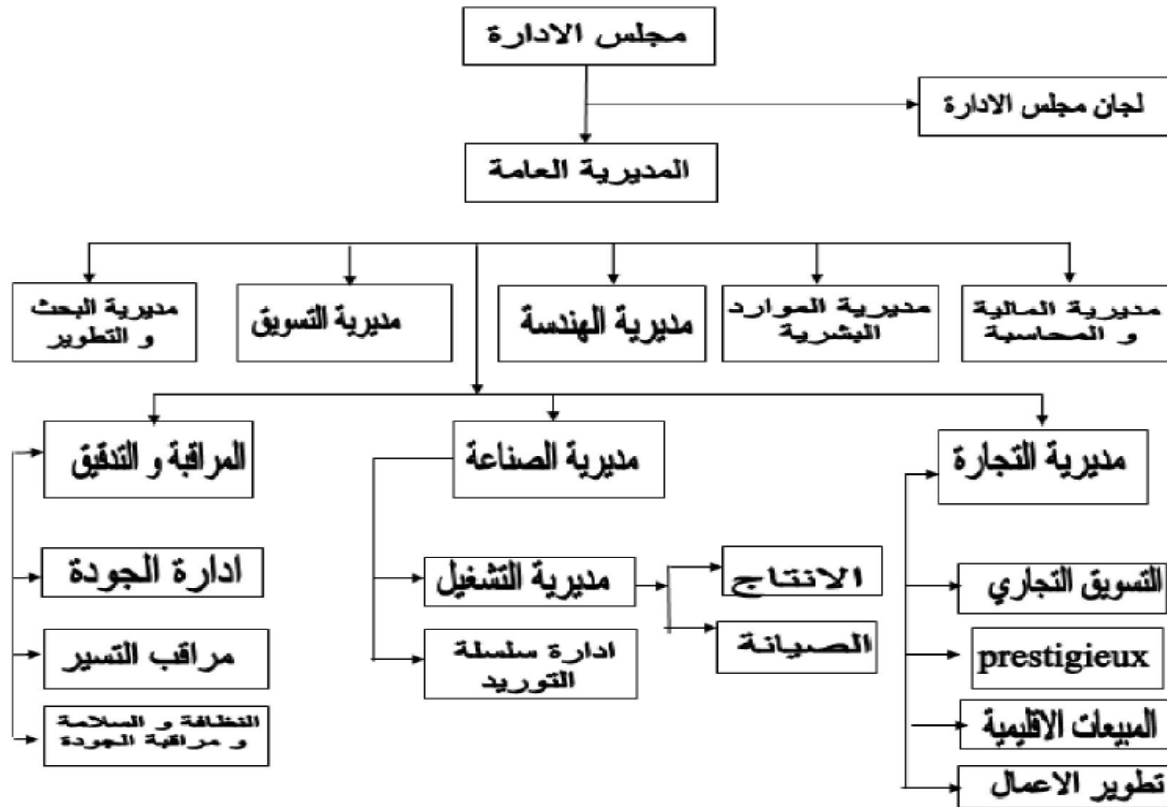 مجلس الادارة
لجان مجلس الادارة
المديرية العامة
مديرية المالية
و المحاسبة
مديرية الموارد
البشرية
مديرية الهندسة
مديرية التسويق
مديرية البحث
و التطوير
مديرية التجارة
مديرية الصناعة
المراقبة و التدقيق
التسويق التجاري
prestigieux
المبيعات الاقليمية
تطوير الاعمال
مديرية التشغيل
الانتاج
الصيانة
ادارة سلسلة
التوريد
ادارة الجودة
مراقب التسير
النظافة و السلامة
و مراقبة الجودة